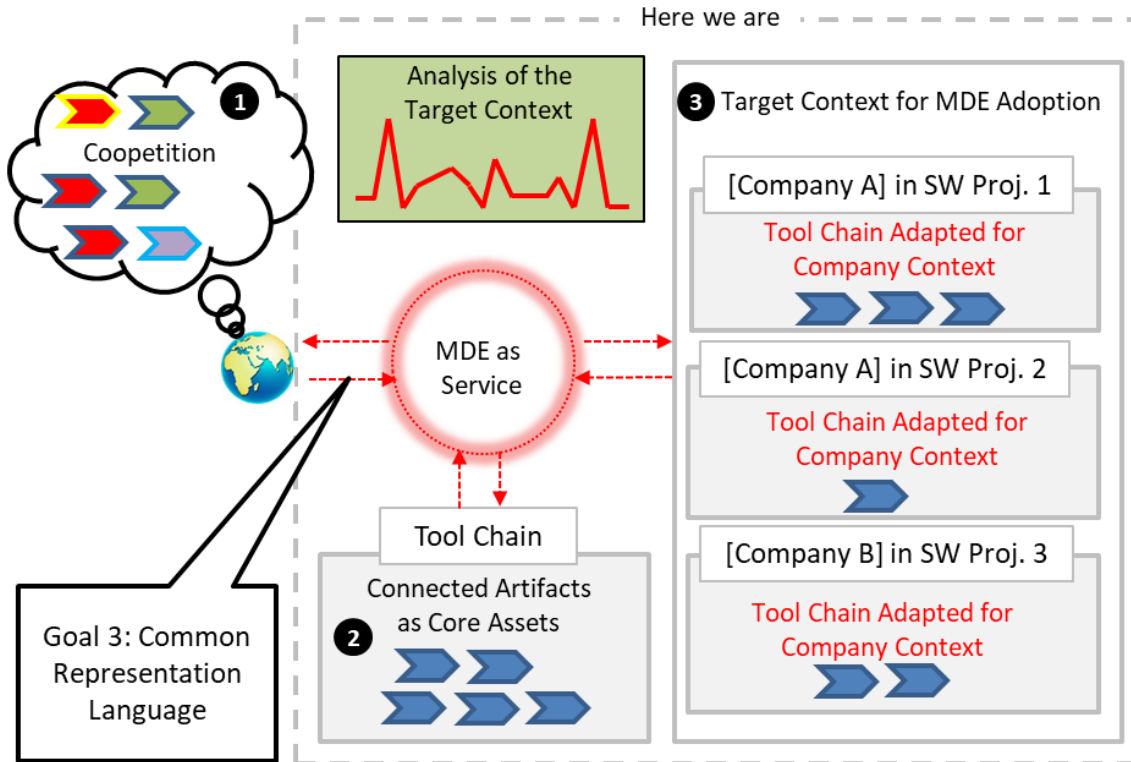 Here we are
1
Coopetition
Analysis of the
Target Context
3 Target Context for MDE Adoption
[Company A] in SW Proj. 1
Tool Chain Adapted for
Company Context
[Company A] in SW Proj. 2
Tool Chain Adapted for
Company Context
[Company B] in SW Proj. 3
Tool Chain Adapted for
Company Context
MDE as
Service
Tool Chain
Connected Artifacts
as Core Assets
2
Goal 3: Common
Representation
Language